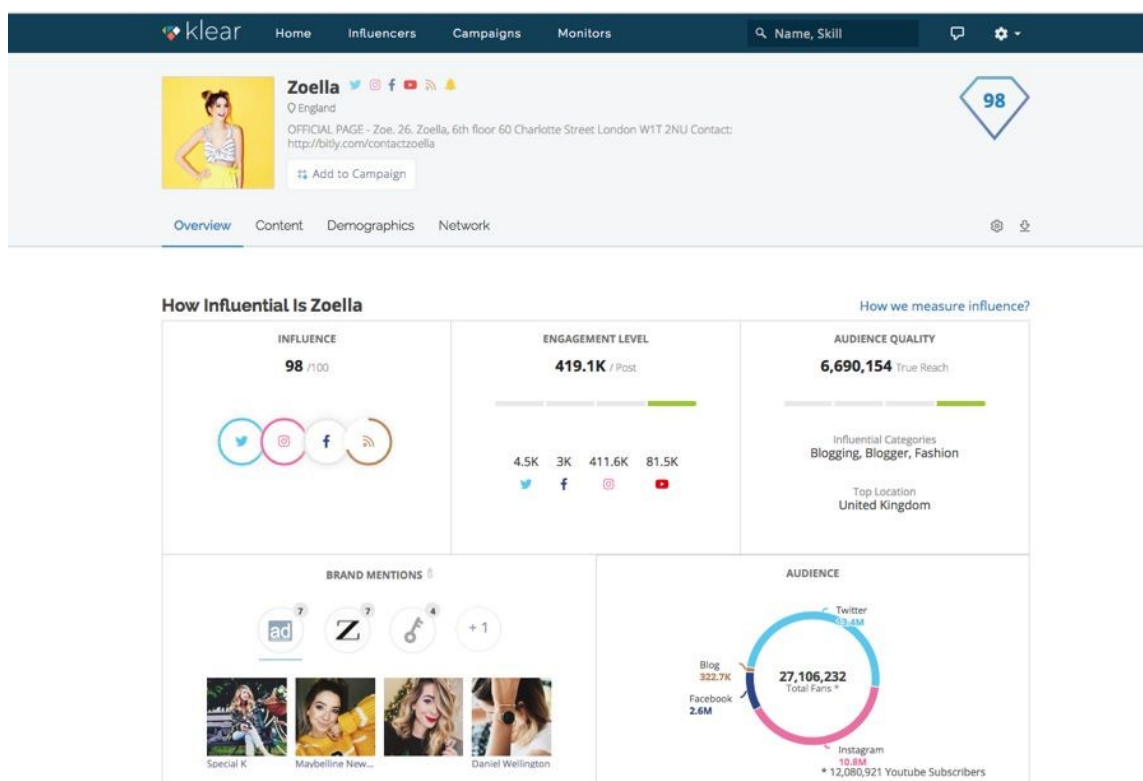 klear Home Influencers Campaigns Monitors Name, Skill
Zoella
England
OFFICIAL PAGE - Zoe. 26. Zoella, 6th floor 60 Charlotte Street London W1T 2NU Contact:
http://bitly.com/contactzoella
Add to Campaign
98
Overview Content Demographics Network
How Influential Is Zoella
How we measure influence?
INFLUENCE
98 /100
ENGAGEMENT LEVEL
419.1K / Post
4.5K 3K 411.6K 81.5K
AUDIENCE QUALITY
6,690,154 True Reach
Influential Categories
Blogging, Blogger, Fashion
Top Location
United Kingdom
BRAND MENTIONS
ad 7 Z 7 4 + 1
Special K Maybelline New... Daniel Wellington
AUDIENCE
Twitter
13.4M
Blog
322.7K
Facebook
2.6M
27,106,232
Total Fans *
Instagram
10.8M
* 12,080,921 Youtube Subscribers